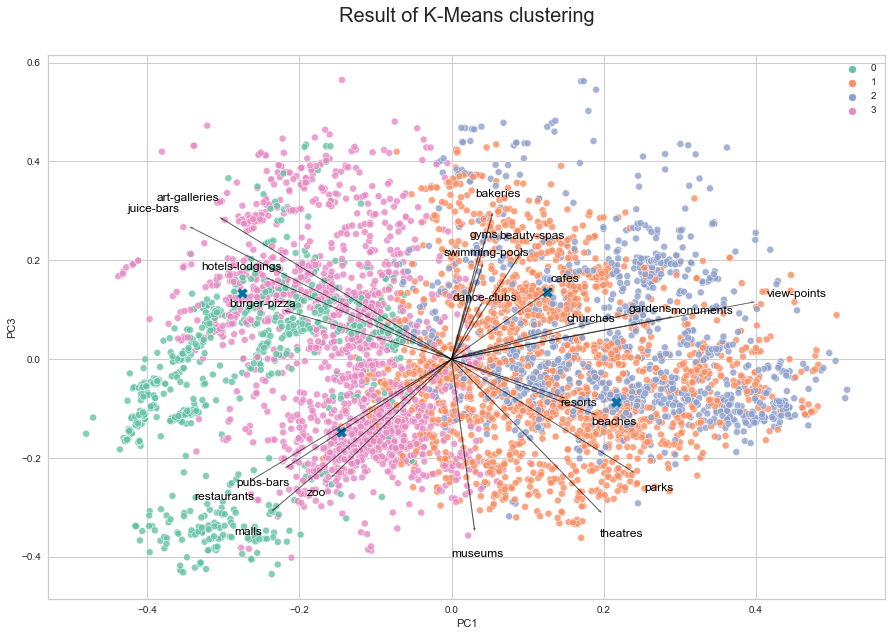 Result of K-Means clustering
0.6
0
1
2
3
0.4
art-galleries
bakeries
juice-bars
gyms
beauty-spas
0.2
swimming-pools
hotels-lodgings
cafes
view-points
dance-clubs
burger-pizza
gardens
monuments
churches
PC3
0.0
resorts
beaches
−0.2
pubs-bars
zoo
parks
restaurants
malls
theatres
museums
−0.4
−0.4
−0.2
0.0
0.2
0.4
PC1